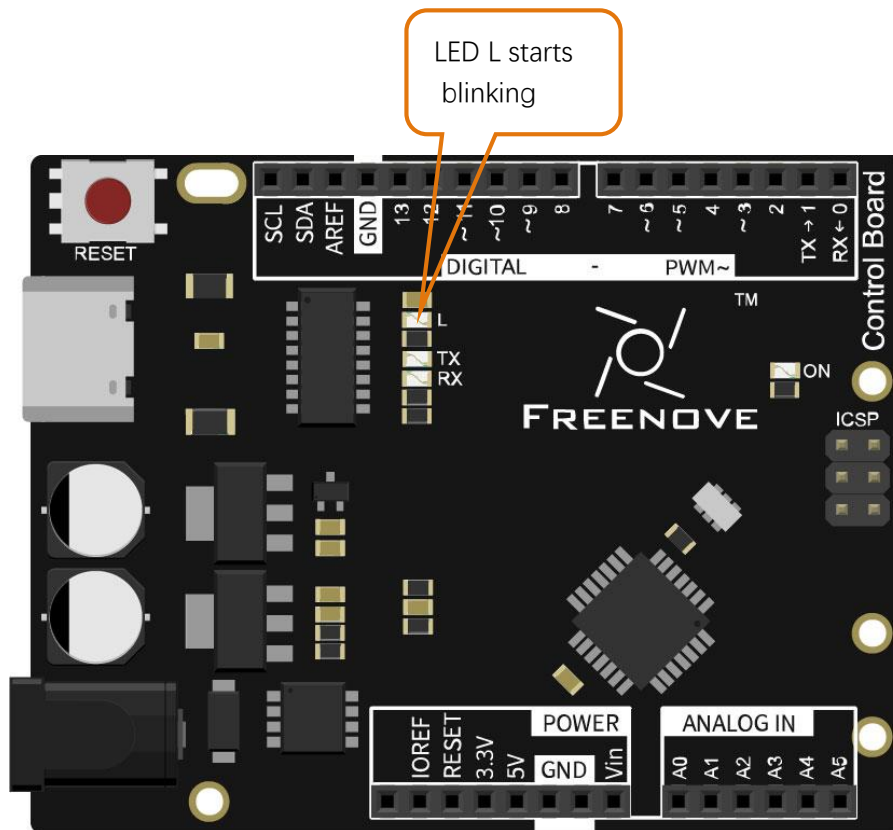 LED L starts
blinking
RESET
SCL
SDA
AREF
GND
13
12
~11
~10
~9
8
7
~6
~5
4
~3
2
TX→1
RX←0
DIGITAL - PWM~
Control Board
L
TX
RX
TM
FREENOVE
ON
ICSP
POWER
ANALOG IN
IOREF
RESET
3.3V
5V
GND
Vin
A0
A1
A2
A3
A4
A5